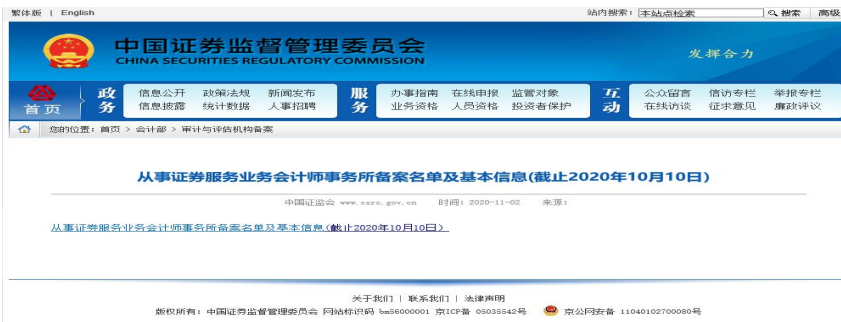 繁体版 | English 站内搜索: 本站点检索 搜索 高级
中国证券监督管理委员会
CHINA SECURITIES REGULATORY COMMISSION
发挥合力
首页
政务
信息公开 政策法规 新闻发布
信息披露 统计数据 人事招聘
服务
办事指南 在线申报 监管对象
业务资格 人员资格 投资者保护
互动
公众留言 信访专栏 举报专栏
在线访谈 征求意见 廉政评议
您的位置: 首页 > 会计部 > 审计与评估机构备案
从事证券服务业务会计师事务所备案名单及基本信息(截止2020年10月10日)
中国证监会 www.csrc.gov.cn 时间: 2020-11-02 来源:
从事证券服务业务会计师事务所备案名单及基本信息(截止2020年10月10日)
关于我们 | 联系我们 | 法律声明
版权所有: 中国证券监督管理委员会 网站标识码 bm56000001 京ICP备 05035542号 京公网安备 11040102700080号